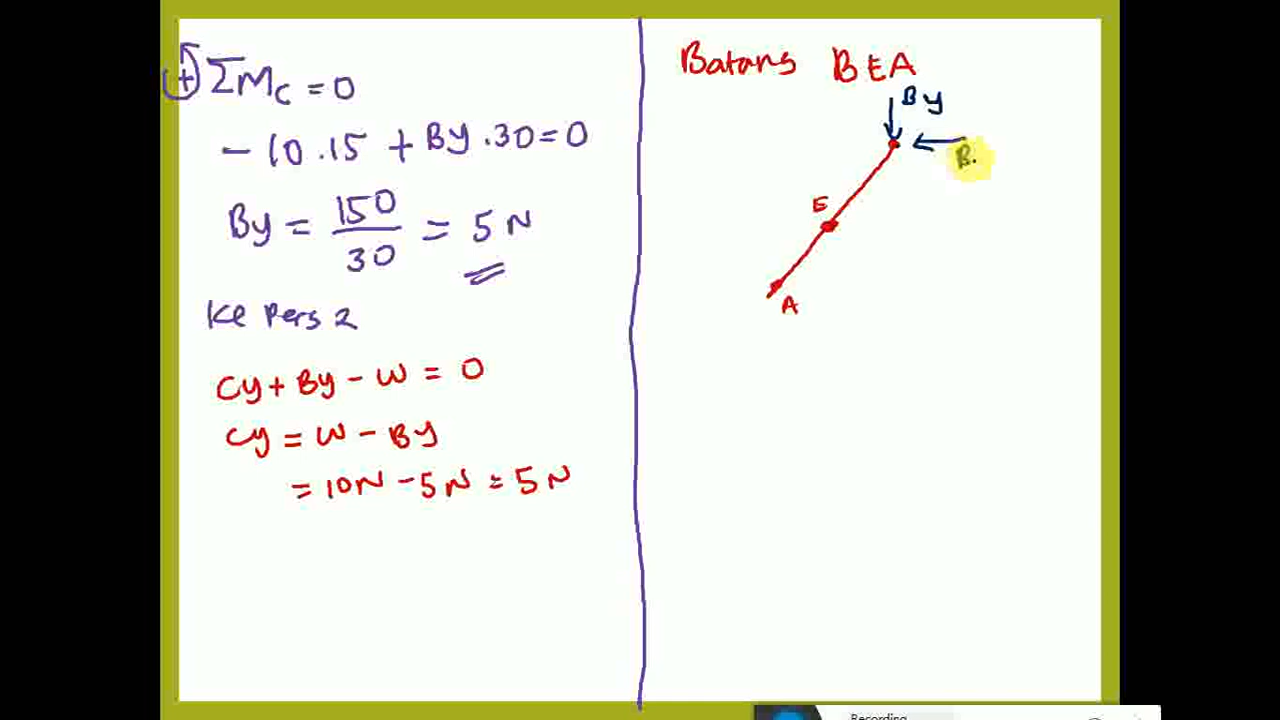 + ΣMC = 0
- 10.15 + By.30 = 0
By = 150/30 = 5 N
Ke Pers 2
Cy + By - W = 0
Cy = W - By
= 10N - 5N = 5N
Batang BEA
By
B.
E
A
Recording